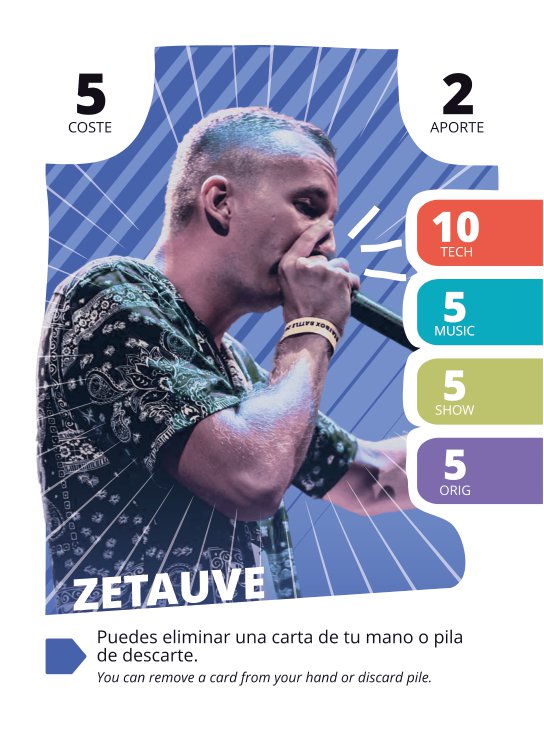 5
COSTE
2
APORTE
10
TECH
5
MUSIC
5
SHOW
5
ORIG
ZETAUVE
Puedes eliminar una carta de tu mano o pila
de descarte.
You can remove a card from your hand or discard pile.